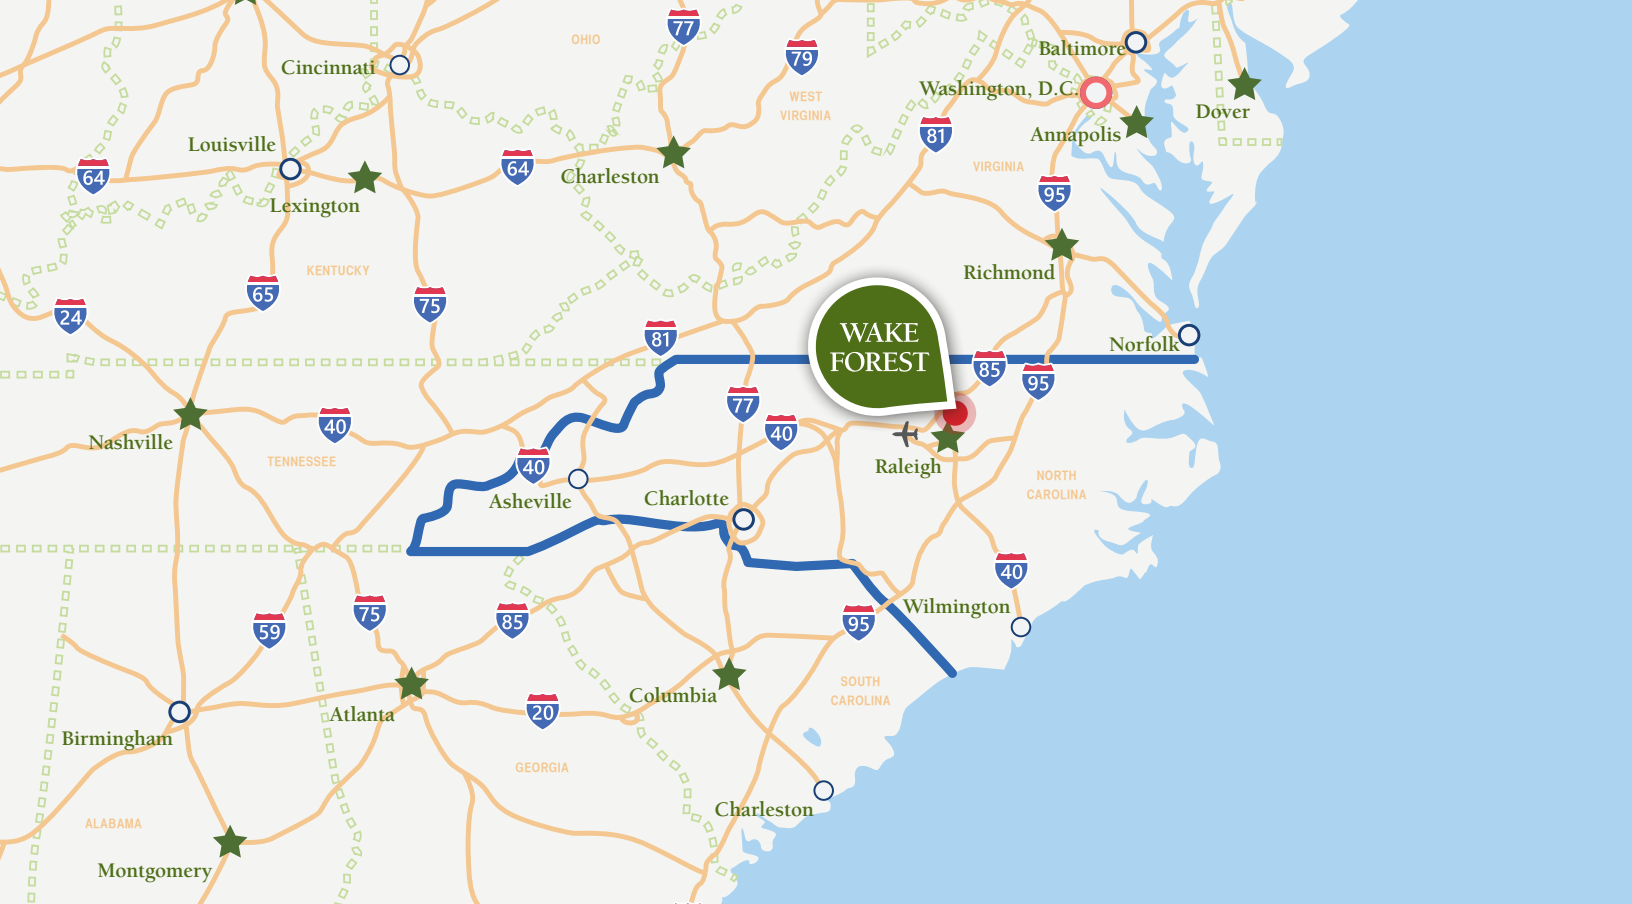 77
OHIO
79
Baltimore
Cincinnati
WEST
VIRGINIA
Washington, D.C.
Dover
81
Annapolis
Louisville
64
64
Charleston
VIRGINIA
95
Lexington
Richmond
KENTUCKY
65
75
24
81
WAKE
FOREST
Norfolk
85
95
77
40
40
Nashville
TENNESSEE
40
Raleigh
NORTH
CAROLINA
Asheville
Charlotte
40
75
85
59
95
Wilmington
SOUTH
CAROLINA
Columbia
20
Atlanta
Birmingham
GEORGIA
Charleston
ALABAMA
Montgomery